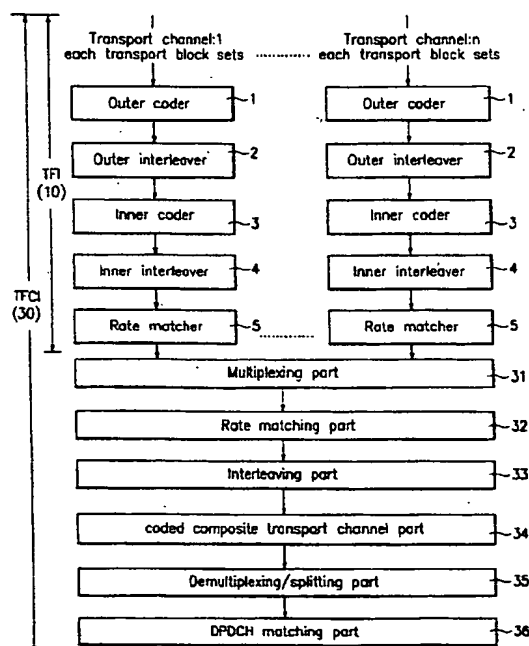 Transport channel:1
each transport block sets
Transport channel:n
each transport block sets
Outer coder 1
Outer coder 1
Outer interleaver 2
Outer interleaver 2
TFI
(10)
Inner coder 3
Inner coder 3
Inner interleaver 4
Inner interleaver 4
TFCI
(30)
Rate matcher 5
Rate matcher 5
Multiplexing part 31
Rate matching part 32
Interleaving part 33
coded composite transport channel part 34
Demultiplexing/splitting part 35
DPDCH matching part 36